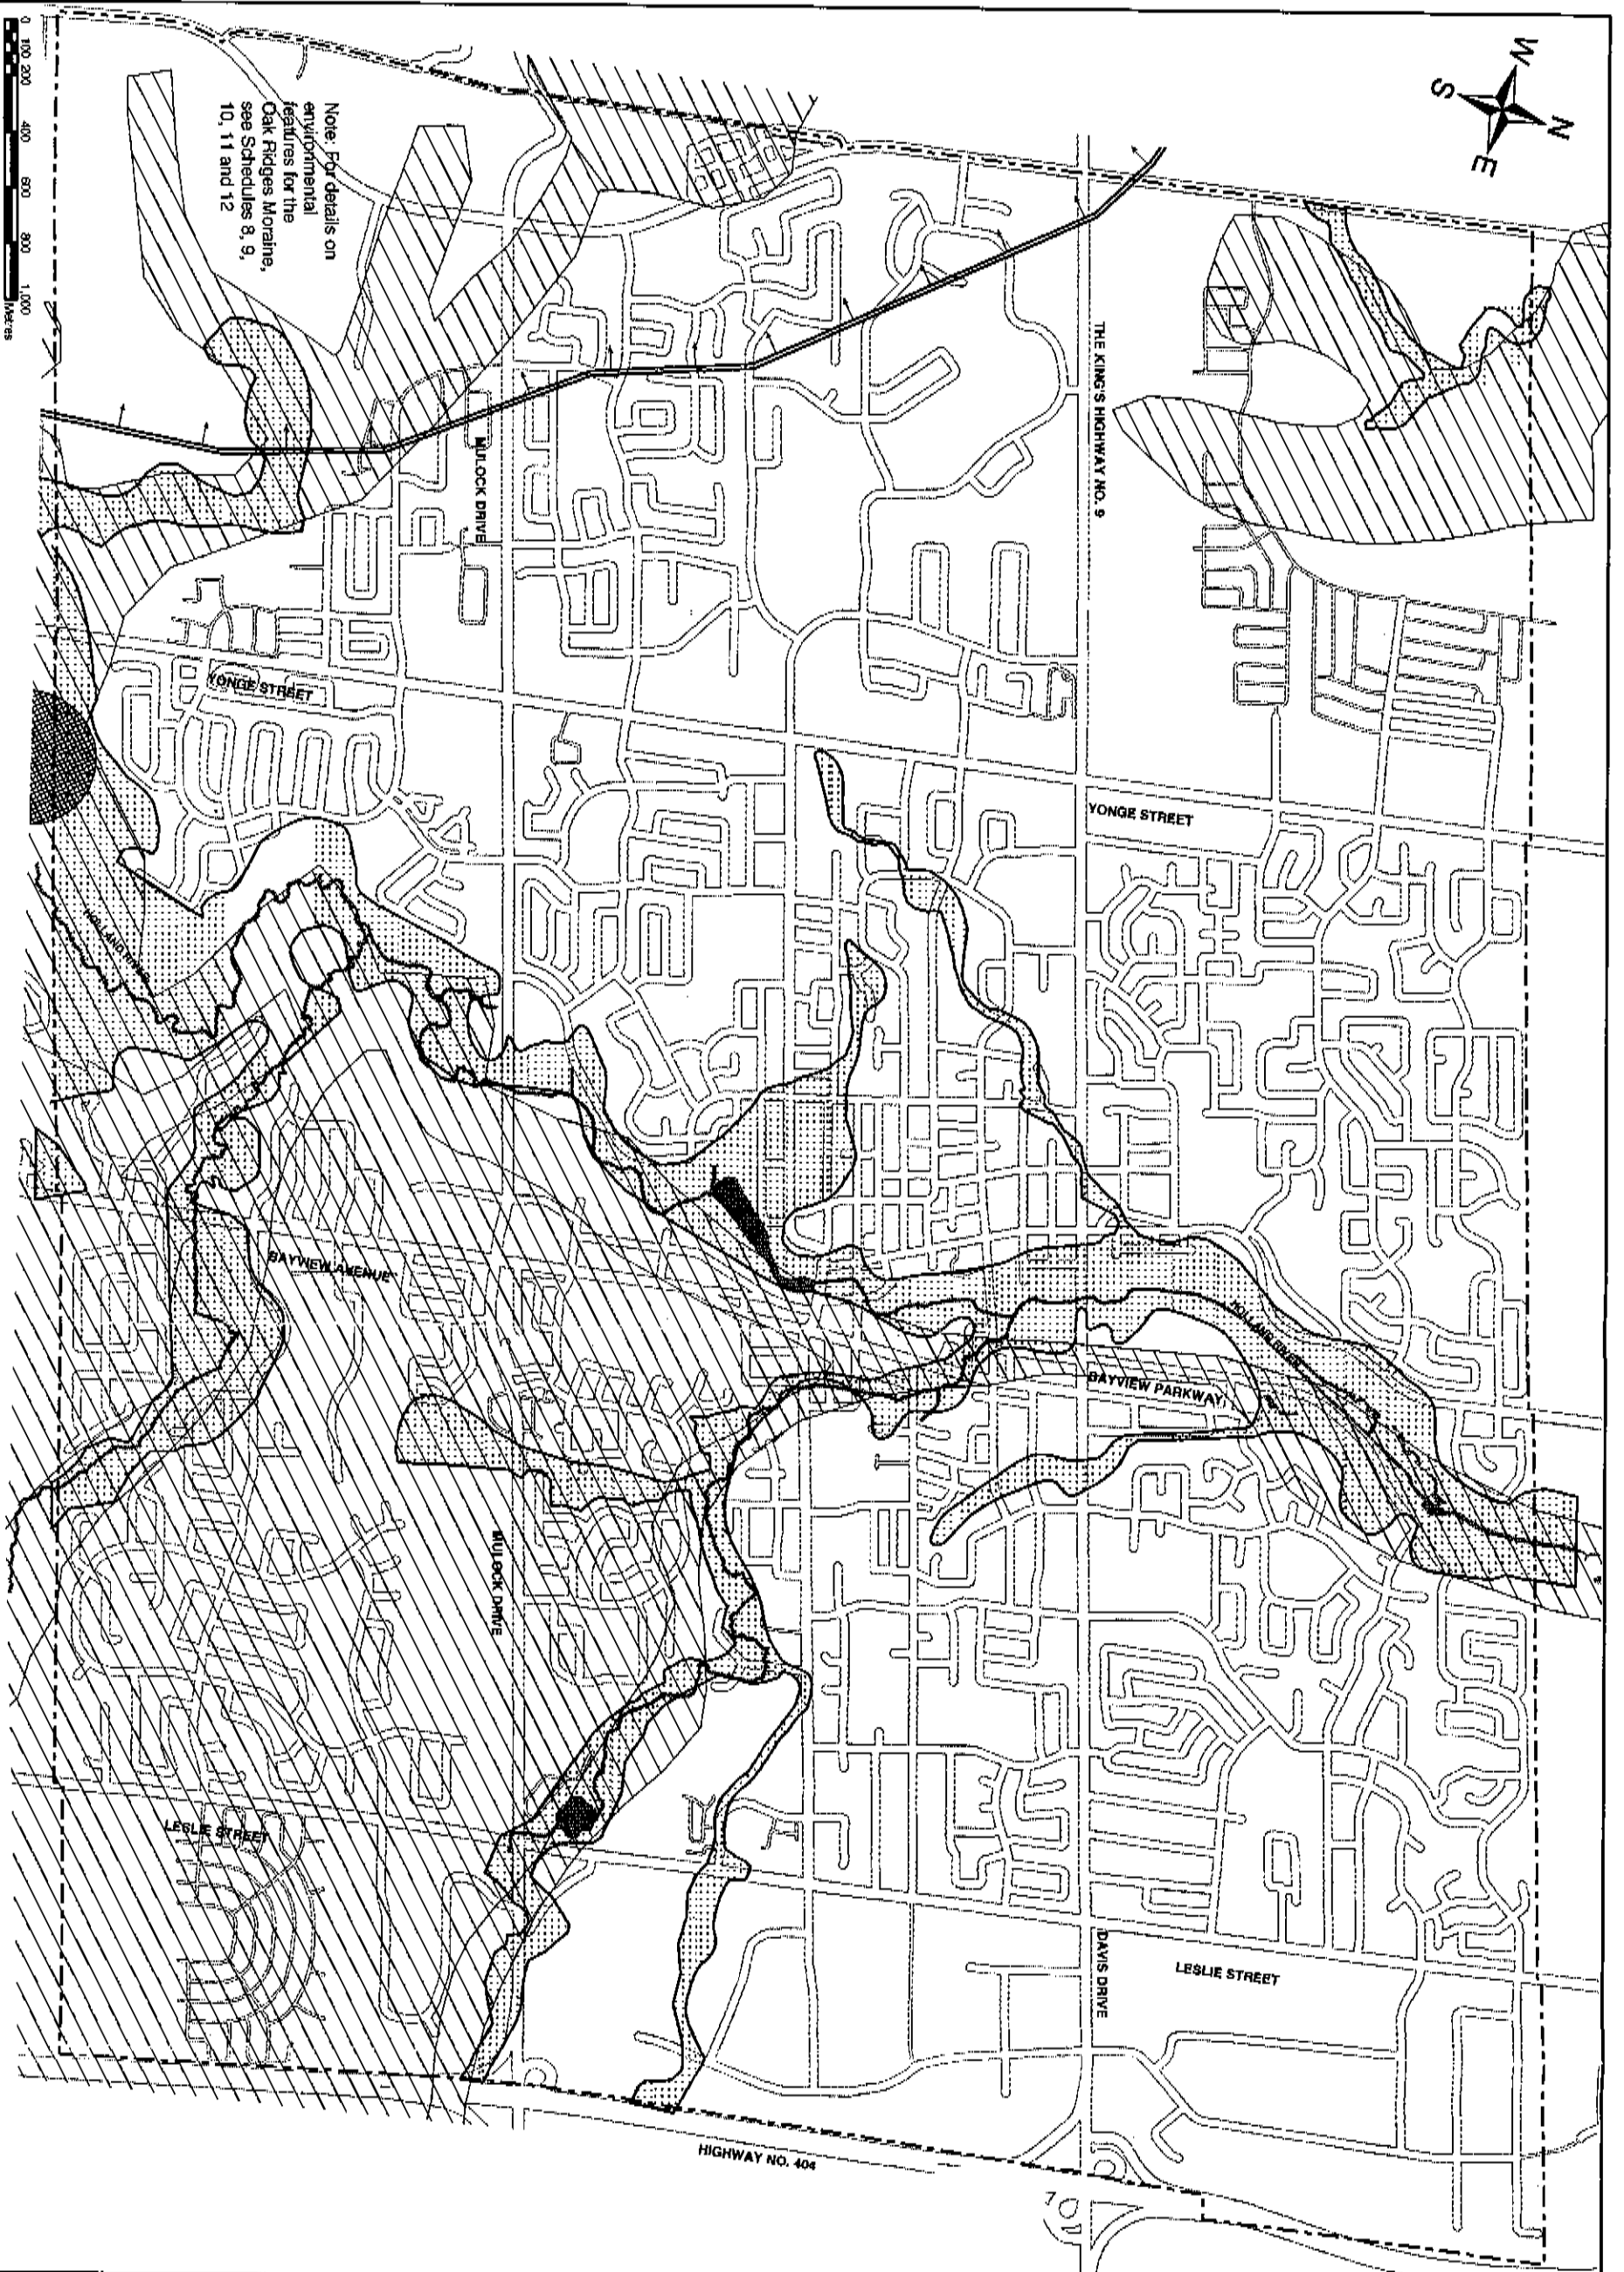 W
N
S
E
Note: For details on
environmental
features for the
Oak Ridges Moraine,
see Schedules 8, 9,
10, 11 and 12
0 100 200 400 600 800 1,000
Metres
THE KING'S HIGHWAY NO. 9
MULOCK DRIVE
YONGE STREET
YONGE STREET
HOLLAND RIVER
BAYVIEW AVENUE
HOLLAND RIVER
BAYVIEW PARKWAY
MULOCK DRIVE
LESLIE STREET
DAVIS DRIVE
LESLIE STREET
HIGHWAY NO. 404